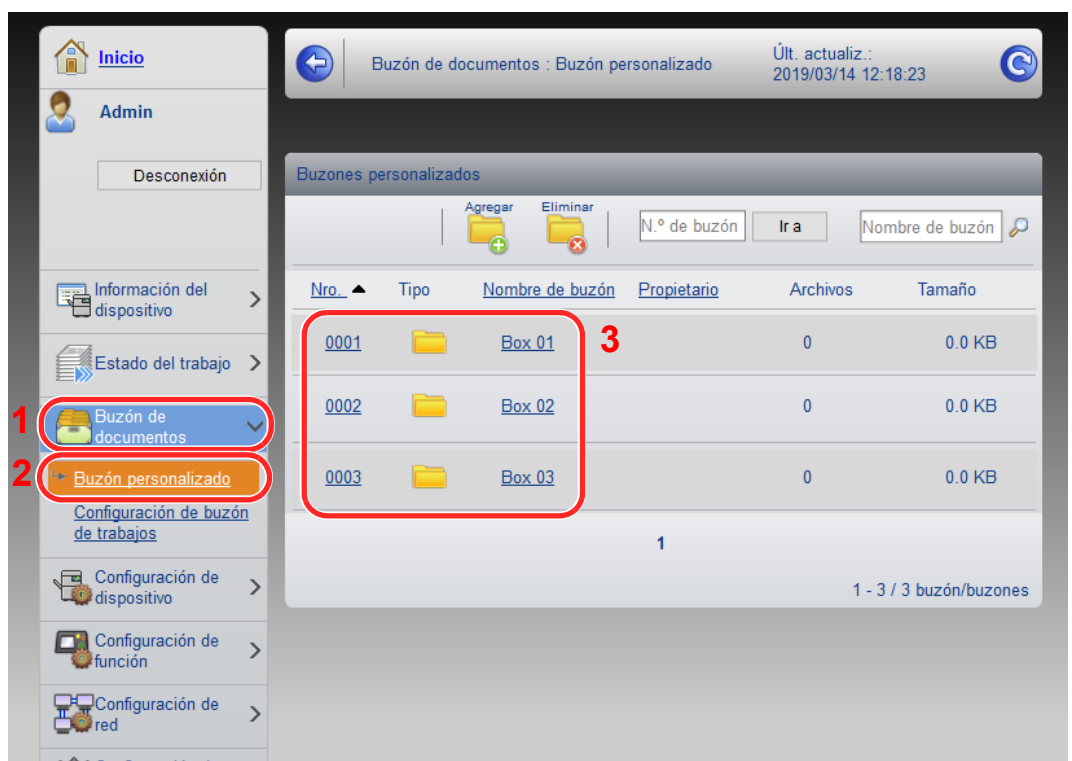 Inicio
Admin
Desconexión
Información del
dispositivo
Estado del trabajo
1
Buzón de
documentos
2
Buzón personalizado
Configuración de buzón
de trabajos
Configuración de
dispositivo
Configuración de
función
Configuración de
red
Buzón de documentos : Buzón personalizado
Últ. actualiz.:
2019/03/14 12:18:23
Buzones personalizados
Agregar Eliminar
N.º de buzón Ir a Nombre de buzón
Nro. Tipo Nombre de buzón Propietario Archivos Tamaño
0001 Box 01 3 0 0.0 KB
0002 Box 02 0 0.0 KB
0003 Box 03 0 0.0 KB
1
1 - 3 / 3 buzón/buzones